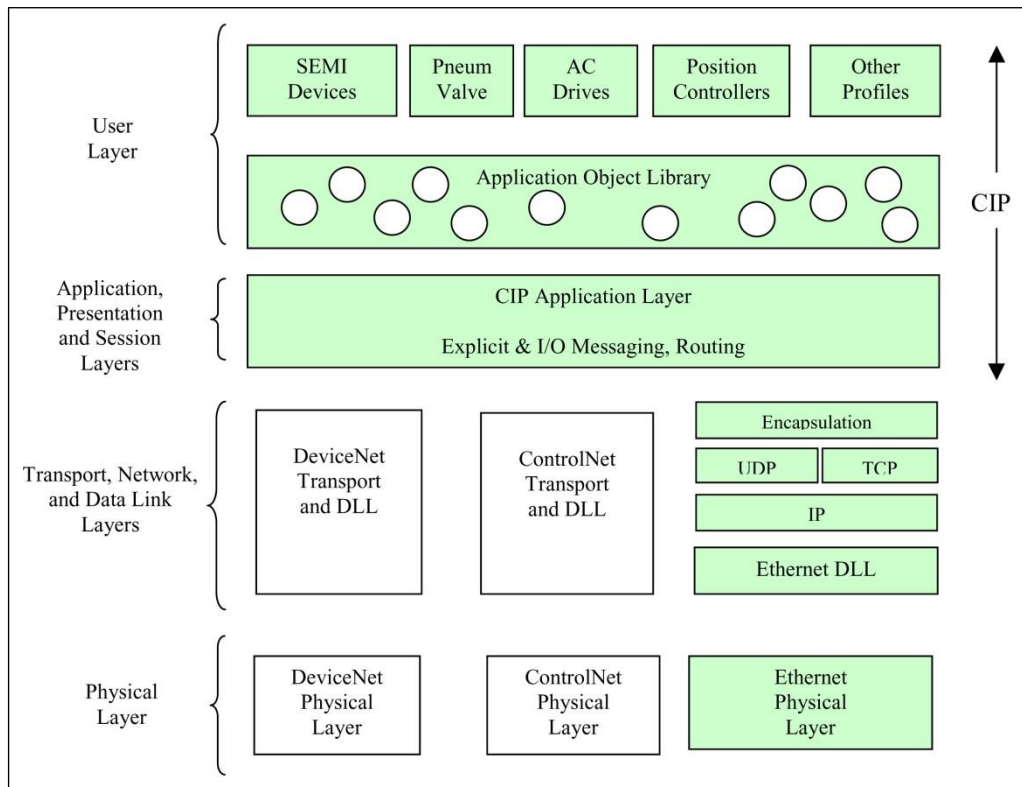 SEMI
Devices
Pneum
Valve
AC
Drives
Position
Controllers
Other
Profiles
User
Layer
Application Object Library
CIP
Application,
Presentation
and Session
Layers
CIP Application Layer
Explicit & I/O Messaging, Routing
Transport, Network,
and Data Link
Layers
DeviceNet
Transport
and DLL
ControlNet
Transport
and DLL
Encapsulation
UDP
TCP
IP
Ethernet DLL
Physical
Layer
DeviceNet
Physical
Layer
ControlNet
Physical
Layer
Ethernet
Physical
Layer